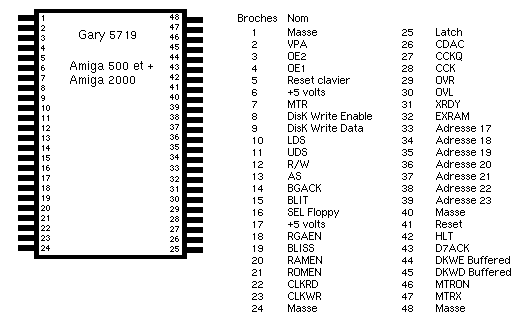 Gary 5719
Amiga 500 et +
Amiga 2000
1 48
2 47
3 46
4 45
5 44
6 43
7 42
8 41
9 40
10 39
11 38
12 37
13 36
14 35
15 34
16 33
17 32
18 31
19 30
20 29
21 28
22 27
23 26
24 25
Broches Nom
1 Masse
2 VPA
3 OE2
4 OE1
5 Reset clavier
6 +5 volts
7 MTR
8 DisK Write Enable
9 DisK Write Data
10 LDS
11 UDS
12 R/W
13 AS
14 BGACK
15 BLIT
16 SEL Floppy
17 +5 volts
18 RGAEN
19 BLISS
20 RAMEN
21 ROMEN
22 CLKRD
23 CLKWR
24 Masse
25 Latch
26 CDAC
27 CCKQ
28 CCK
29 OVR
30 OVL
31 XRDY
32 EXRAM
33 Adresse 17
34 Adresse 18
35 Adresse 19
36 Adresse 20
37 Adresse 21
38 Adresse 22
39 Adresse 23
40 Masse
41 Reset
42 HLT
43 D7ACK
44 DKWE Buffered
45 DKWD Buffered
46 MTRON
47 MTRX
48 Masse